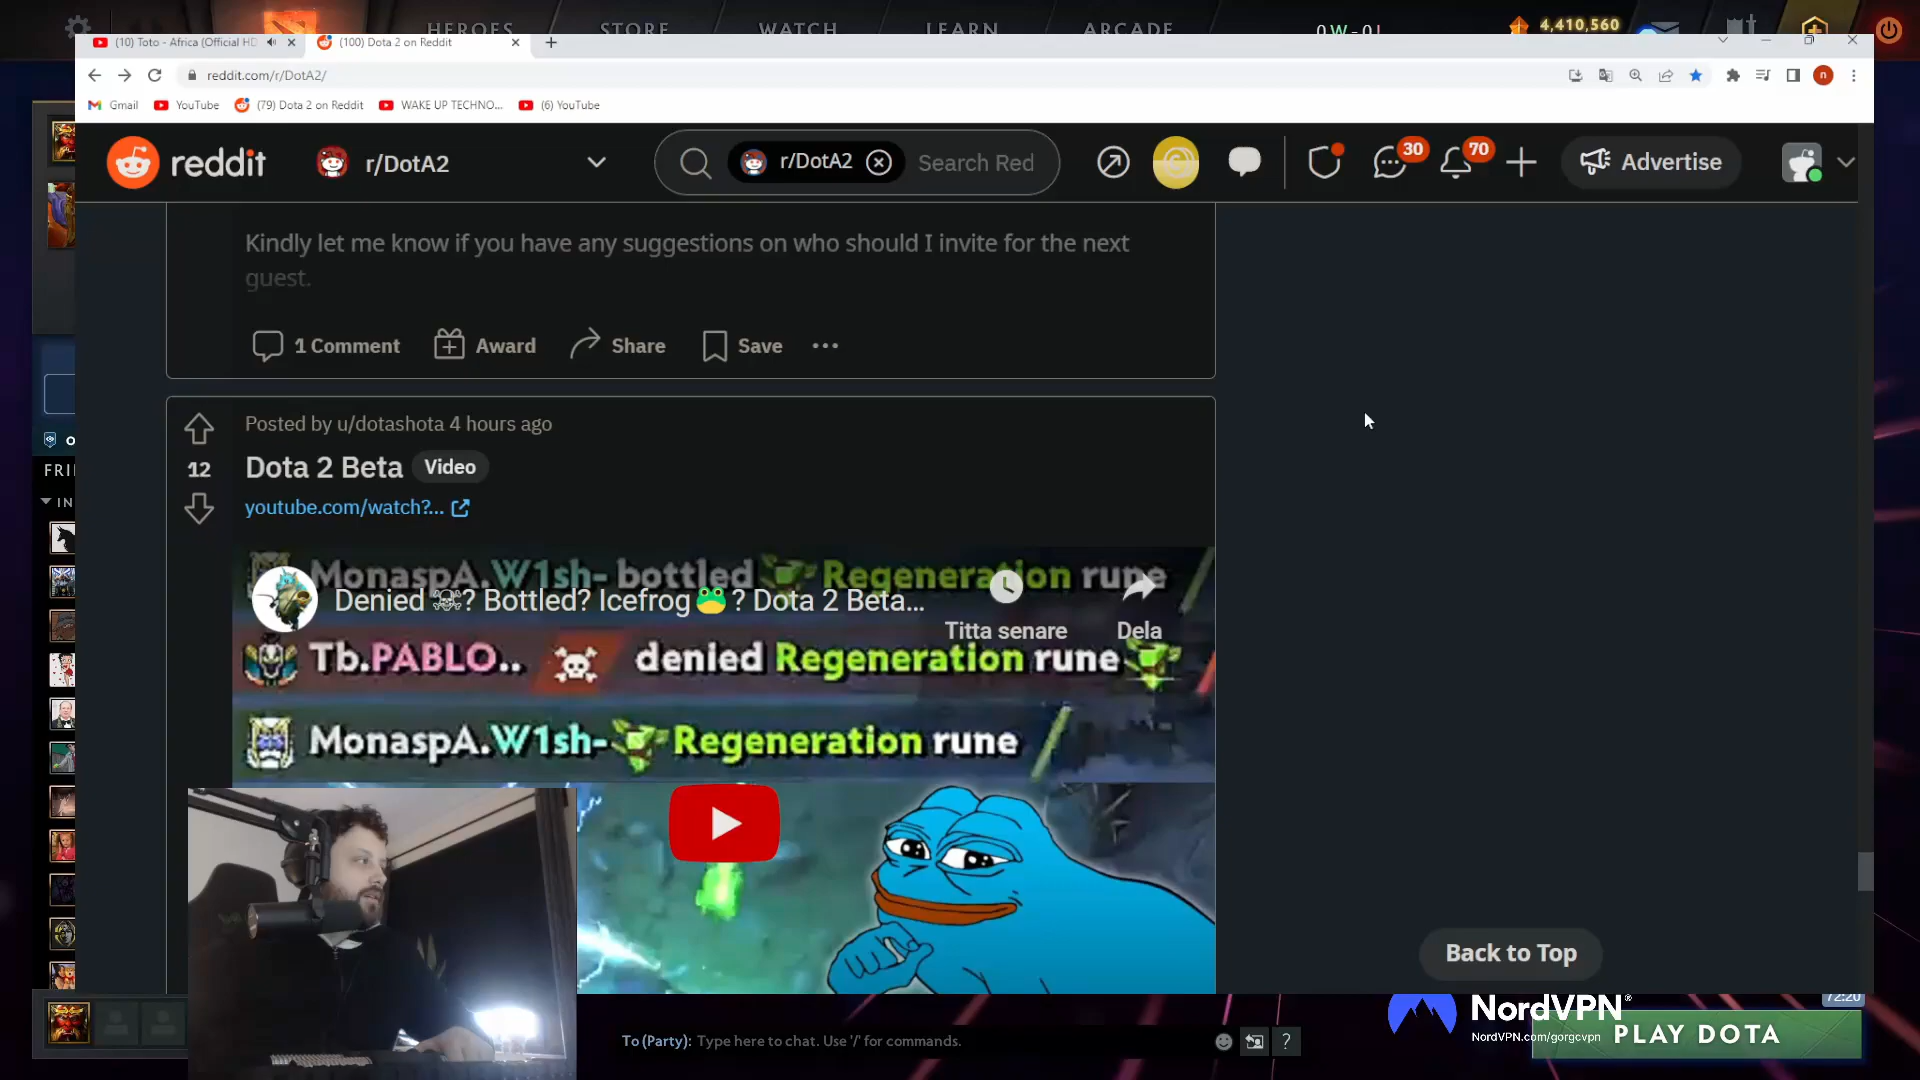 HEROES STORE WATCH LEARN ARCADE 4,410,560
(10) Toto - Africa (Official HD
(100) Dota 2 on Reddit
reddit.com/r/DotA2/
Gmail YouTube (79) Dota 2 on Reddit WAKE UP TECHNO... (6) YouTube
reddit r/DotA2 r/DotA2 Search Red 30 70 Advertise
Kindly let me know if you have any suggestions on who should I invite for the next
guest.
1 Comment Award Share Save
Posted by u/dotashota 4 hours ago
12
Dota 2 Beta Video
youtube.com/watch?...
MonaspA.W1sh- bottled Regeneration rune
Denied ☠? Bottled? Icefrog🐸? Dota 2 Beta...
Titta senare Dela
Tb.PABLO.. denied Regeneration rune
MonaspA.W1sh- Regeneration rune
FRI
IN
Back to Top
NordVPN®
NordVPN.com/gorgcvpn
72:20
PLAY DOTA
To (Party): Type here to chat. Use '/' for commands.
?